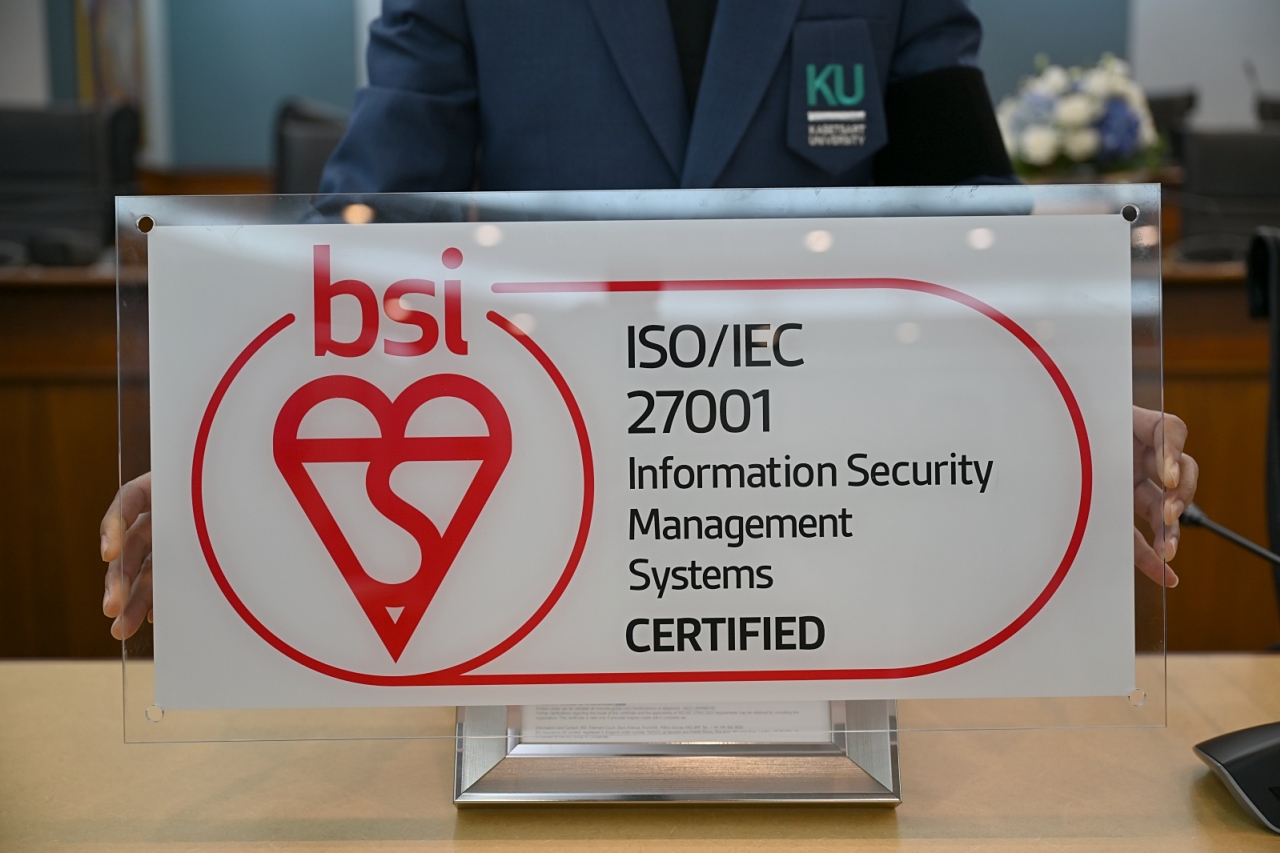 KU
KASETSART
UNIVERSITY
bsi
ISO/IEC
27001
Information Security
Management
Systems
CERTIFIED